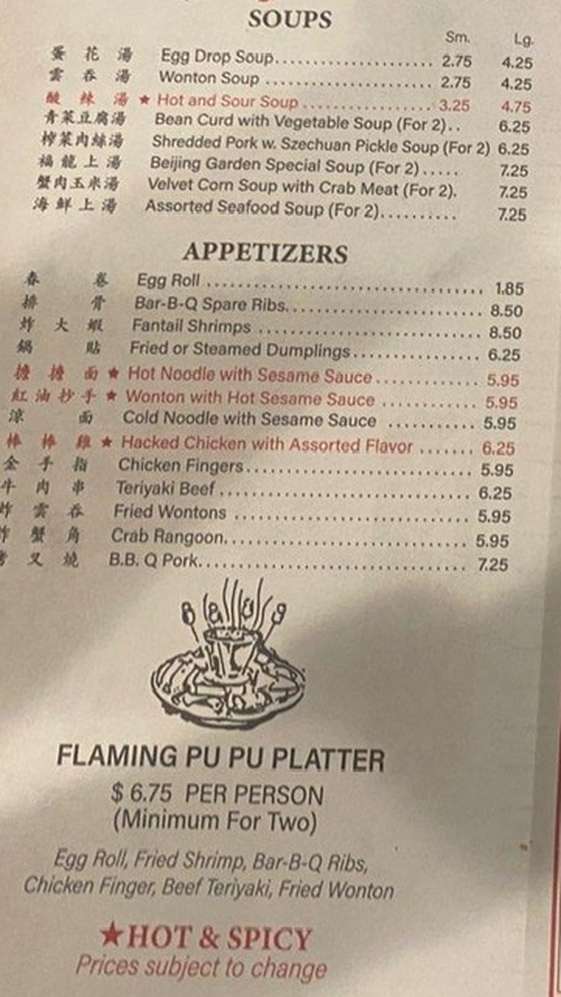 SOUPS
Sm. Lg.
蛋花湯 Egg Drop Soup..................... 2.75 4.25
雲吞湯 Wonton Soup ..................... 2.75 4.25
酸辣湯 ★ Hot and Sour Soup ................ 3.25 4.75
青菜豆腐湯 Bean Curd with Vegetable Soup (For 2).. 6.25
榨菜肉絲湯 Shredded Pork w. Szechuan Pickle Soup (For 2) 6.25
福龍上湯 Beijing Garden Special Soup (For 2)..... 7.25
蟹肉玉米湯 Velvet Corn Soup with Crab Meat (For 2). 7.25
海鮮上湯 Assorted Seafood Soup (For 2).......... 7.25
APPETIZERS
春卷 Egg Roll .................................... 1.85
排骨 Bar-B-Q Spare Ribs......................... 8.50
炸大蝦 Fantail Shrimps ............................ 8.50
鍋貼 Fried or Steamed Dumplings................ 6.25
擔擔面 ★ Hot Noodle with Sesame Sauce............. 5.95
紅油抄手 ★ Wonton with Hot Sesame Sauce ............ 5.95
涼面 Cold Noodle with Sesame Sauce ........... 5.95
棒棒雞 ★ Hacked Chicken with Assorted Flavor ....... 6.25
金手指 Chicken Fingers............................. 5.95
牛肉串 Teriyaki Beef ................................ 6.25
炸雲吞 Fried Wontons .............................. 5.95
炸蟹角 Crab Rangoon............................... 5.95
叉燒 B.B. Q Pork.................................. 7.25
FLAMING PU PU PLATTER
$ 6.75 PER PERSON
(Minimum For Two)
Egg Roll, Fried Shrimp, Bar-B-Q Ribs,
Chicken Finger, Beef Teriyaki, Fried Wonton
★HOT & SPICY
Prices subject to change